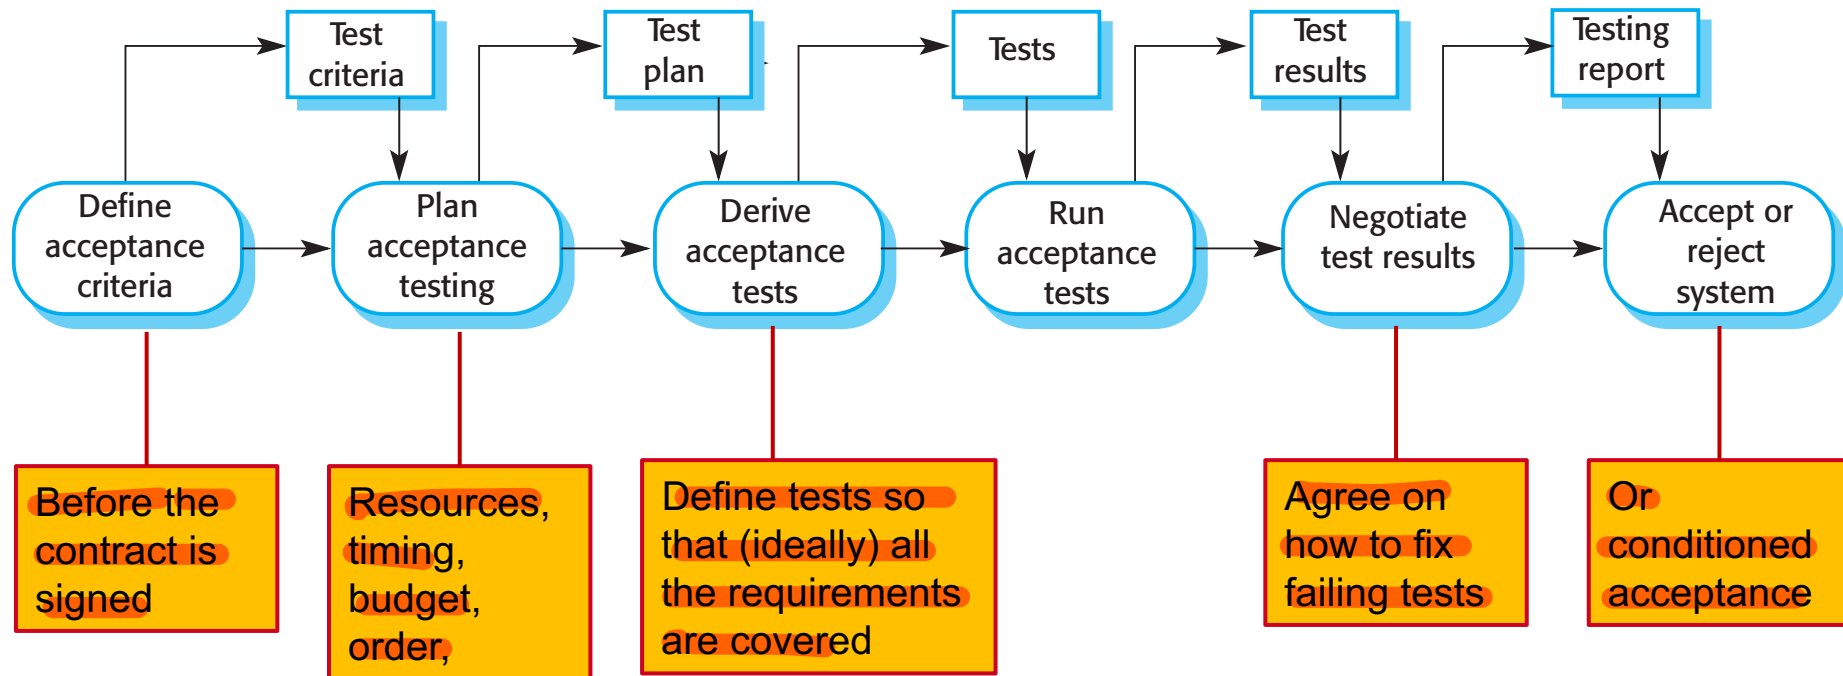 Test
criteria
Test
plan
Tests
Test
results
Testing
report
Define
acceptance
criteria
Plan
acceptance
testing
Derive
acceptance
tests
Run
acceptance
tests
Negotiate
test results
Accept or
reject
system
Before the
contract is
signed
Resources,
timing,
budget,
order,
Define tests so
that (ideally) all
the requirements
are covered
Agree on
how to fix
failing tests
Or
conditioned
acceptance